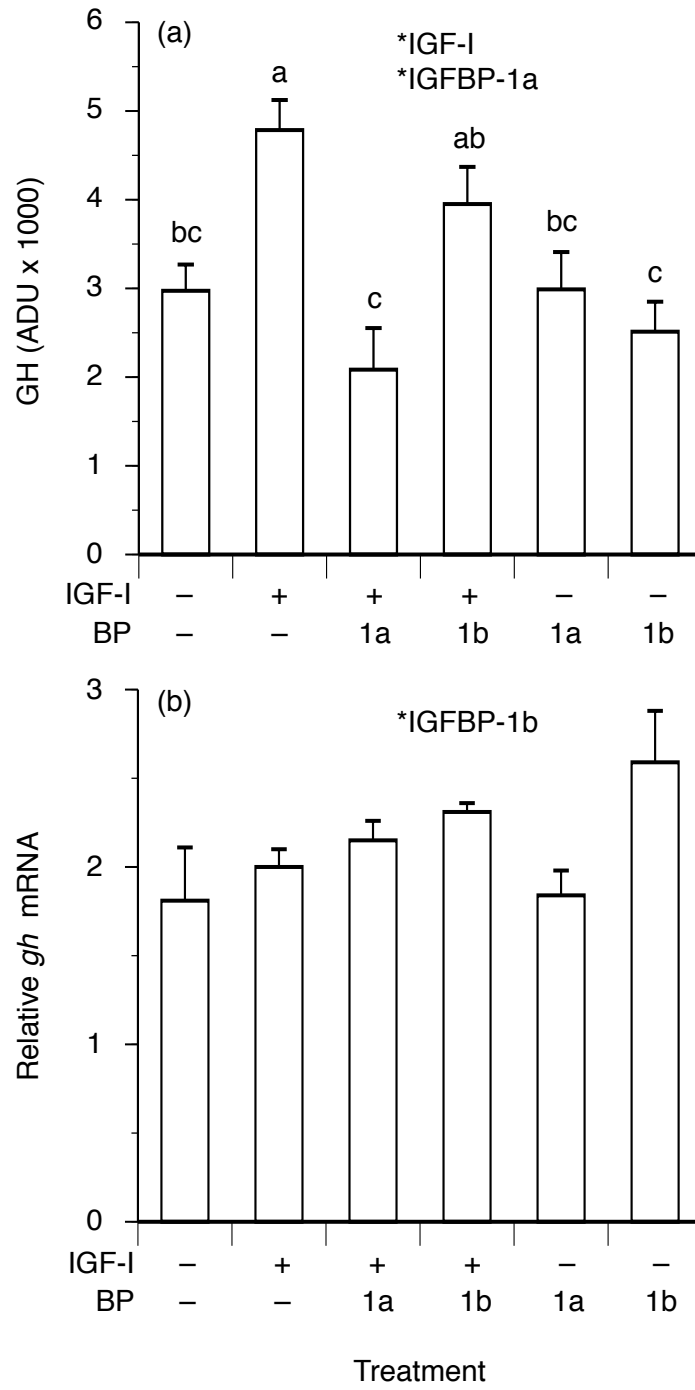 (a)
*IGF-I
*IGFBP-1a
GH (ADU x 1000)
6
5
4
3
2
1
0
bc
a
c
ab
bc
c
IGF-I – + + + – –
BP – – 1a 1b 1a 1b
(b)
*IGFBP-1b
Relative gh mRNA
3
2
1
0
IGF-I – + + + – –
BP – – 1a 1b 1a 1b
Treatment